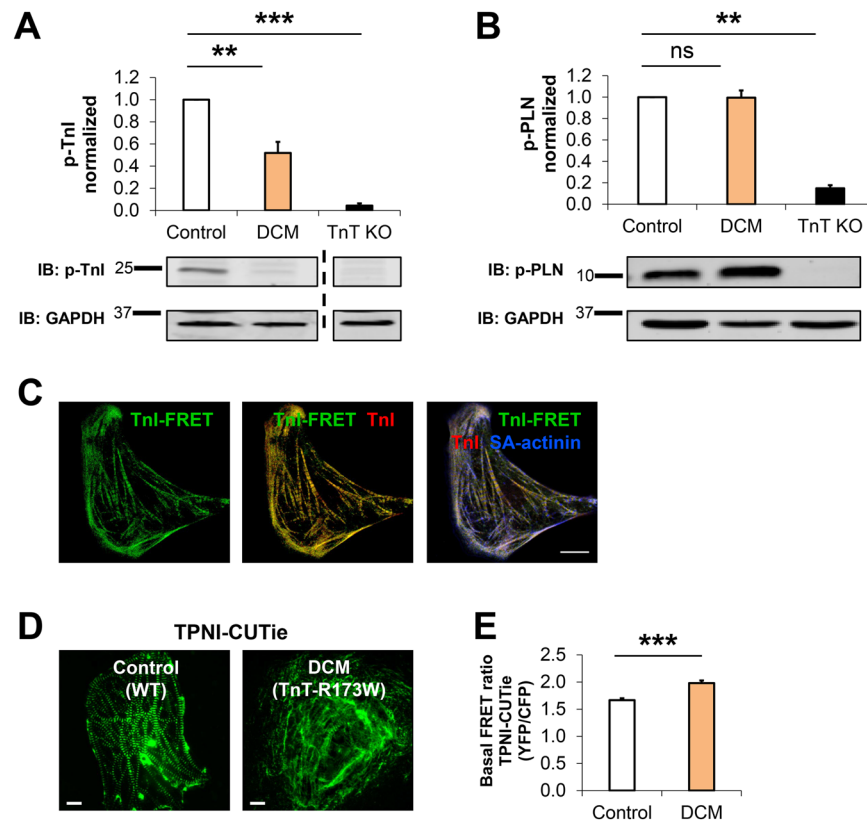 A
***
**
p-TnI
normalized
1.2
1.0
0.8
0.6
0.4
0.2
0.0
Control DCM TnT KO
IB: p-TnI 25
IB: GAPDH 37
B
**
ns
p-PLN
normalized
1.2
1.0
0.8
0.6
0.4
0.2
0.0
Control DCM TnT KO
IB: p-PLN 10
IB: GAPDH 37
C
TnI-FRET
TnI-FRET TnI
TnI-FRET
TnI SA-actinin
D
TPNI-CUTie
Control
(WT)
DCM
(TnT-R173W)
E
***
Basal FRET ratio
TPNI-CUTie
(YFP/CFP)
2.5
2.0
1.5
1.0
0.5
0.0
Control DCM